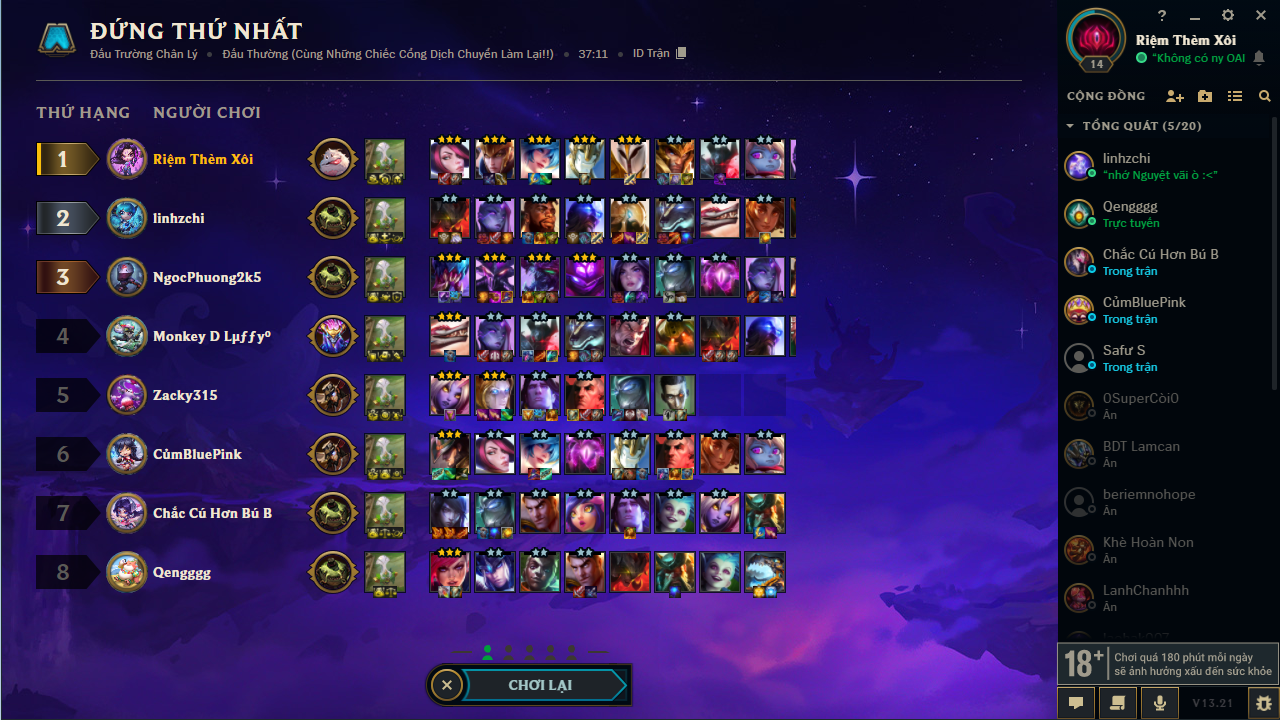 ĐỨNG THỨ NHẤT
Đấu Trường Chân Lý • Đấu Thường (Cùng Những Chiếc Cổng Dịch Chuyển Làm Lại!!) • 37:11 • ID Trận
THỨ HẠNG NGƯỜI CHƠI
1 Riệm Thèm Xôi
2 linhzchi
3 NgocPhuong2k5
4 Monkey D Lµƒƒyº
5 Zacky315
6 CủmBluePink
7 Chắc Cú Hơn Bú B
8 Qengggg
CHƠI LẠI
?
Riệm Thèm Xôi
14
“Không có ny OAI
CỘNG ĐỒNG
TỔNG QUÁT (5/20)
linhzchi
“nhớ Nguyệt vãi ò :<”
Qengggg
Trực tuyến
Chắc Cú Hơn Bú B
Trong trận
CủmBluePink
Trong trận
Safư S
Trong trận
0SuperCòi0
Ẩn
BDT Lamcan
Ẩn
beriemnohope
Ẩn
Khè Hoàn Non
Ẩn
LanhChanhhh
Ẩn
18+
Chơi quá 180 phút mỗi ngày
sẽ ảnh hưởng xấu đến sức khỏe
V13.21